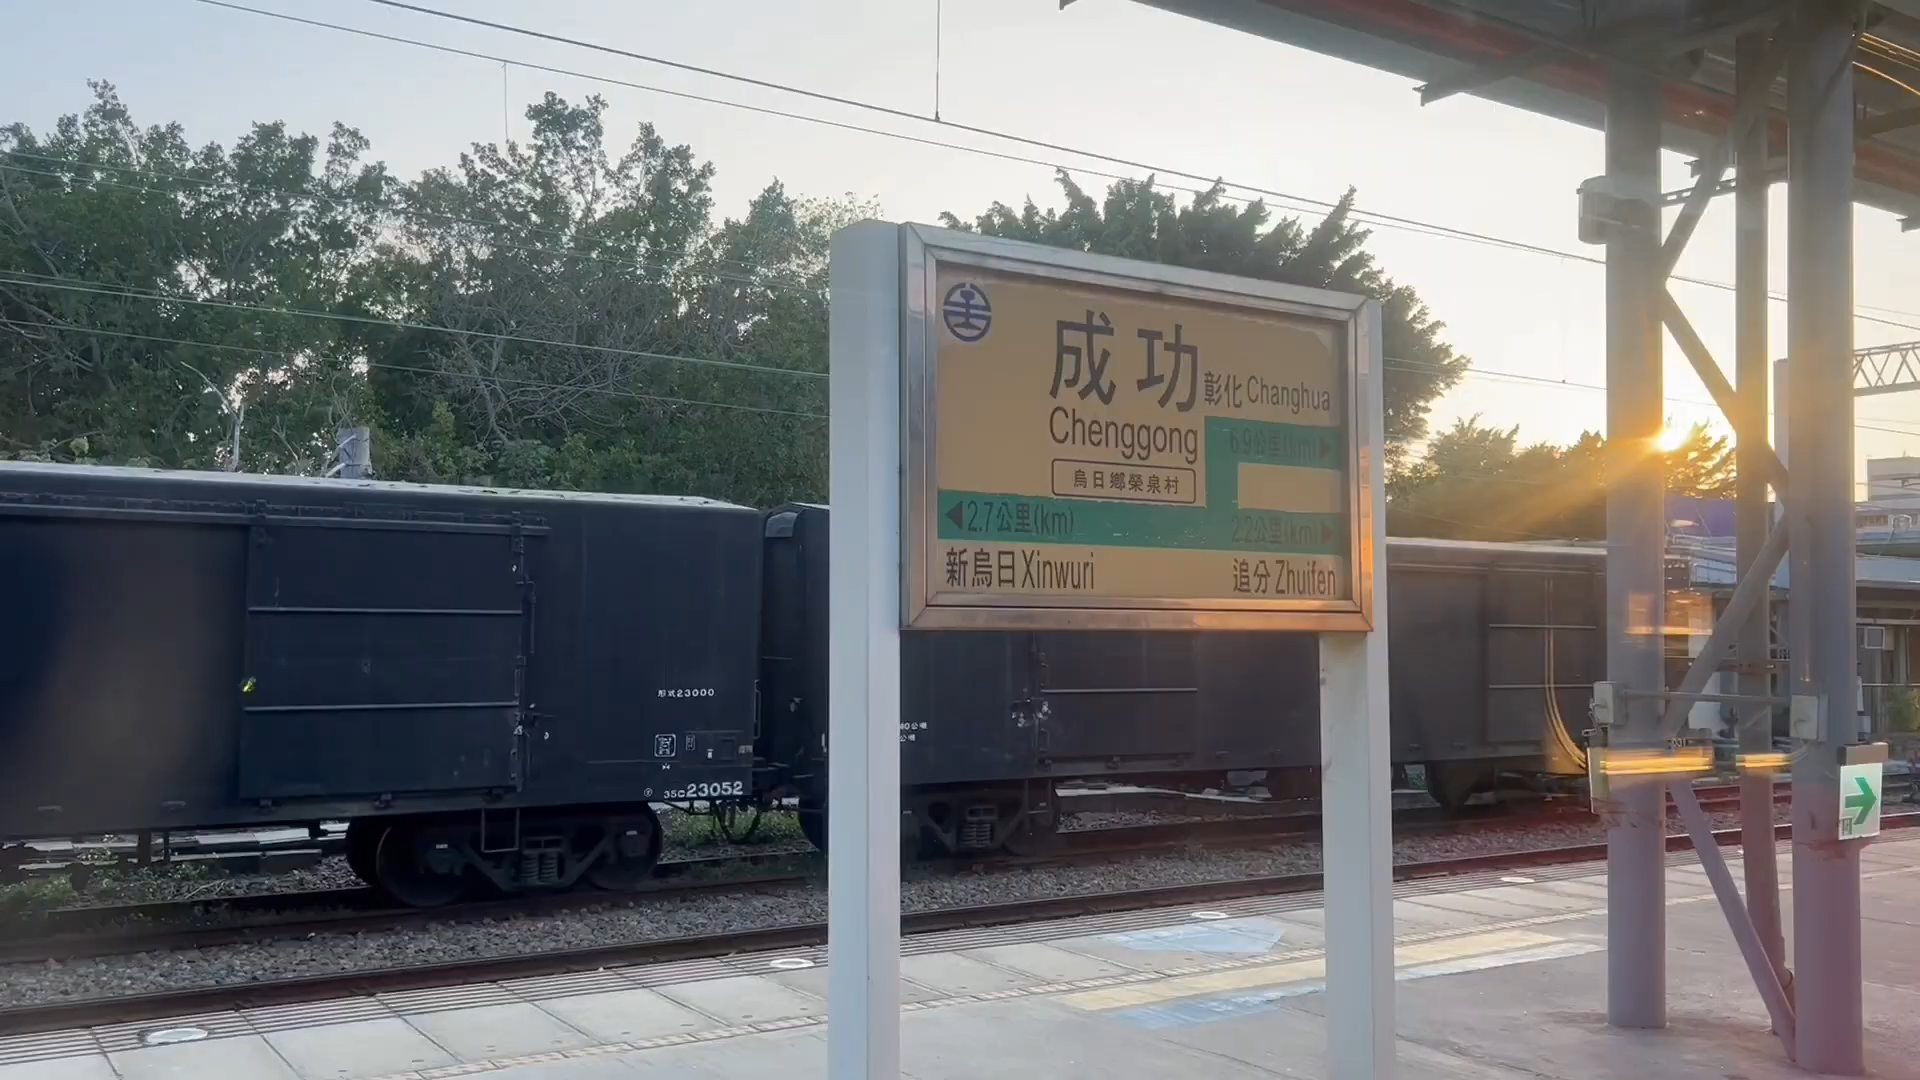 成功
Chenggong
彰化 Changhua
6.9公里(km)
烏日鄉榮泉村
2.7公里(km)
2.2公里(km)
新烏日 Xinwuri
追分 Zhuifen
形式23000
35C23052